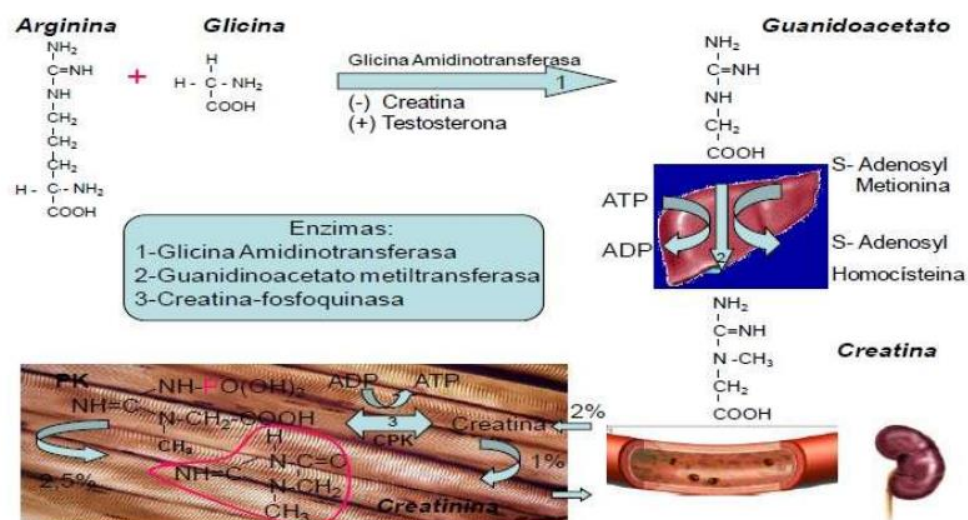 Arginina
Glicina
Guanidoacetato
NH2
C=NH
NH
CH2
CH2
CH2
H - C - NH2
COOH
+
H
H - C - NH2
COOH
Glicina Amidinotransferasa
1
(-) Creatina
(+) Testosterona
NH2
C=NH
NH
CH2
COOH
S- Adenosyl
Metionina
ATP
ADP
2
S- Adenosyl
Homocísteina
Enzimas:
1-Glicina Amidinotransferasa
2-Guanidinoacetato metiltransferasa
3-Creatina-fosfoquinasa
NH2
C=NH
N -CH3
CH2
COOH
Creatina
PK
NH-PO(OH)2
NH=C
N-CH2-COOH
CH3
ADP
ATP
3
CPK
Creatina
2%
1%
2,5%
H
N-C=O
NH=C
N-CH2
CH3
Creatinina